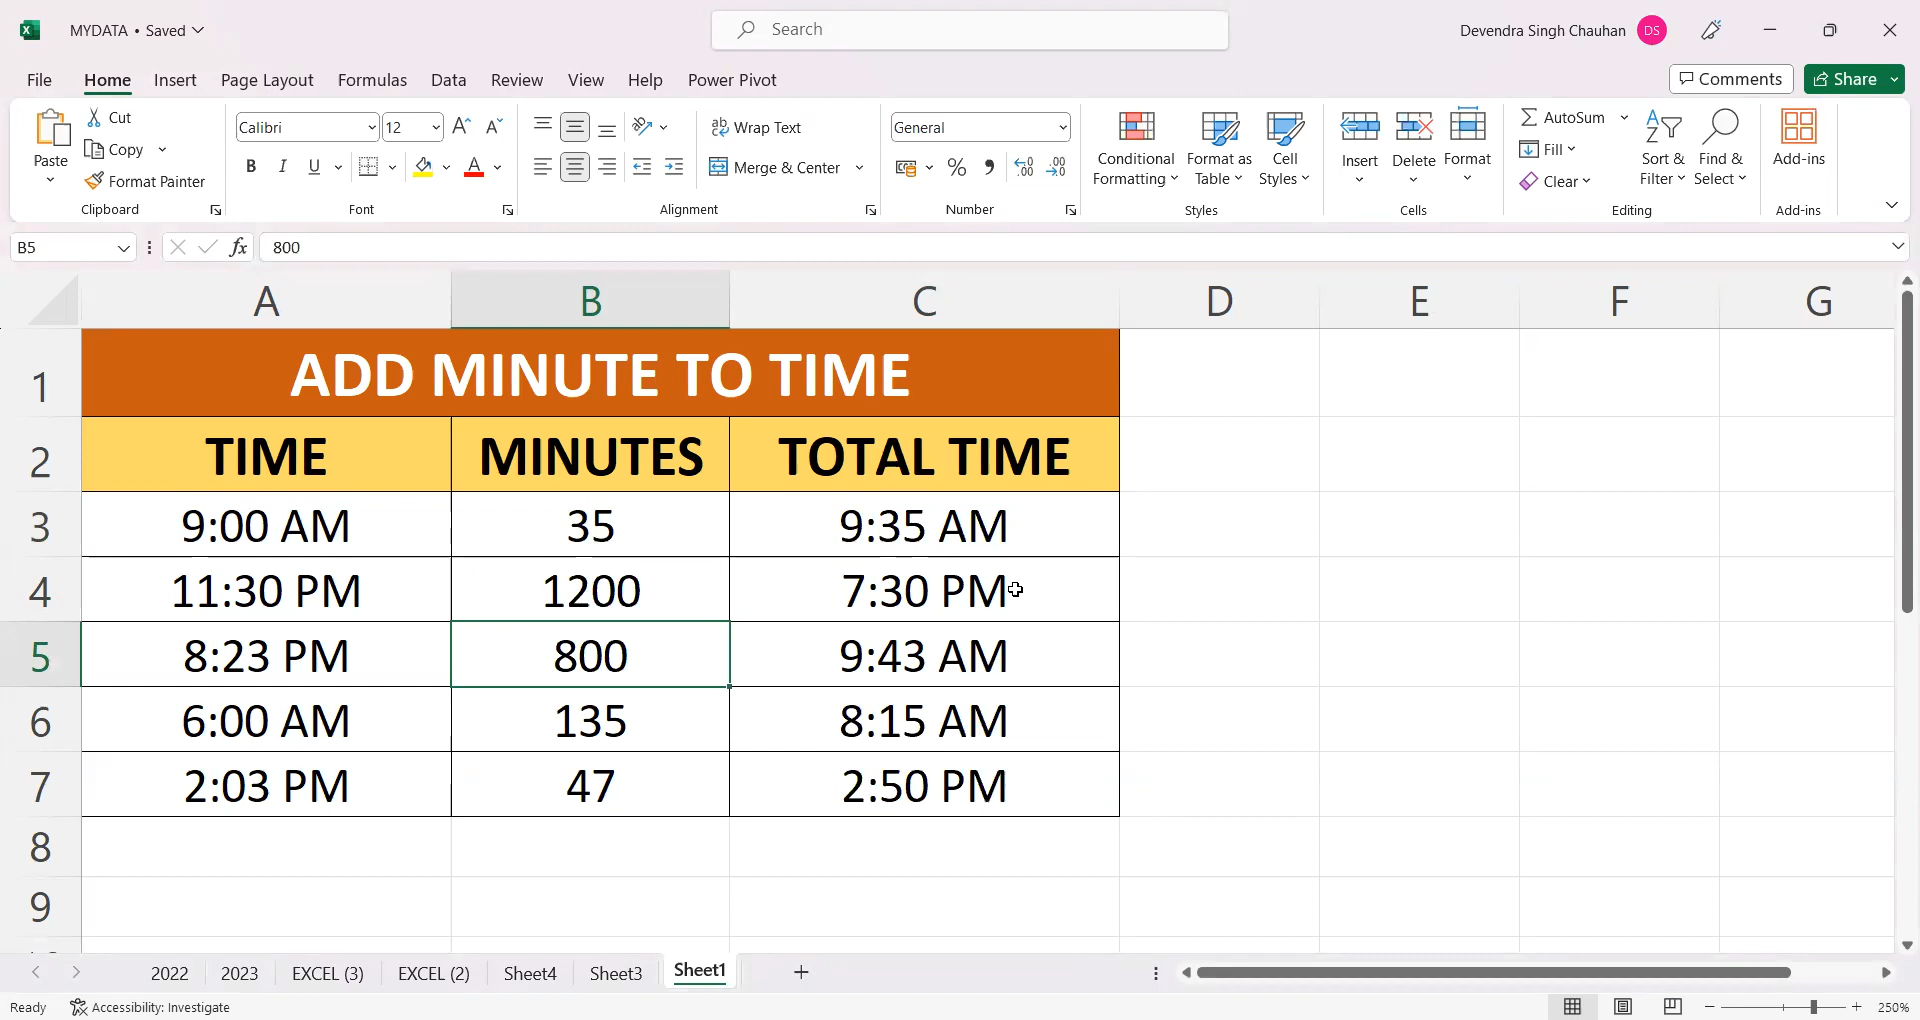 MYDATA • Saved
Search
Devendra Singh Chauhan DS
File Home Insert Page Layout Formulas Data Review View Help Power Pivot Comments Share
Paste Cut Copy Format Painter Clipboard
Calibri 12 A A B I U A Font
ab Wrap Text Merge & Center Alignment
General % , .00 Number
Conditional Formatting Format as Table Cell Styles Styles
Insert Delete Format Cells
AutoSum Fill Clear Sort & Filter Find & Select Editing
Add-ins Add-ins
B5 fx 800
A B C D E F G
1 ADD MINUTE TO TIME
2 TIME MINUTES TOTAL TIME
3 9:00 AM 35 9:35 AM
4 11:30 PM 1200 7:30 PM
5 8:23 PM 800 9:43 AM
6 6:00 AM 135 8:15 AM
7 2:03 PM 47 2:50 PM
8
9
2022 2023 EXCEL (3) EXCEL (2) Sheet4 Sheet3 Sheet1
Ready Accessibility: Investigate 250%